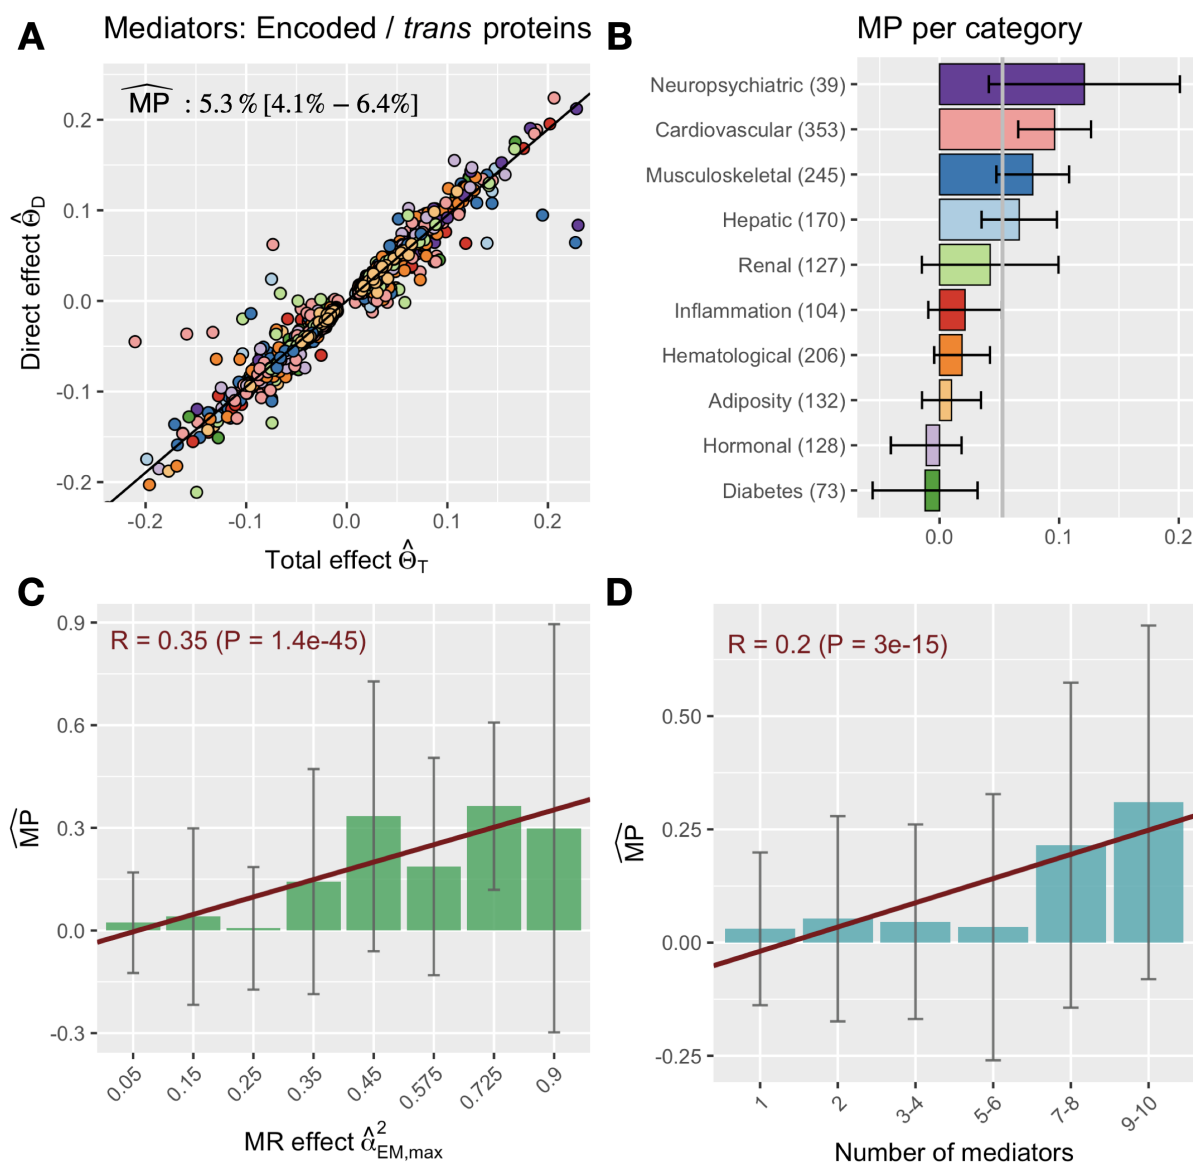 A
Mediators: Encoded / trans proteins
M͡P : 5.3 % [4.1% − 6.4%]
Direct effect Θ̂_D
0.2
0.1
0.0
-0.1
-0.2
-0.2 -0.1 0.0 0.1 0.2
Total effect Θ̂_T
B
MP per category
Neuropsychiatric (39)
Cardiovascular (353)
Musculoskeletal (245)
Hepatic (170)
Renal (127)
Inflammation (104)
Hematological (206)
Adiposity (132)
Hormonal (128)
Diabetes (73)
0.0 0.1 0.2
C
R = 0.35 (P = 1.4e-45)
M͡P
0.9
0.6
0.3
0.0
-0.3
0.05 0.15 0.25 0.35 0.45 0.575 0.725 0.9
MR effect α̂²_EM,max
D
R = 0.2 (P = 3e-15)
M͡P
0.50
0.25
0.00
-0.25
1 2 3-4 5-6 7-8 9-10
Number of mediators